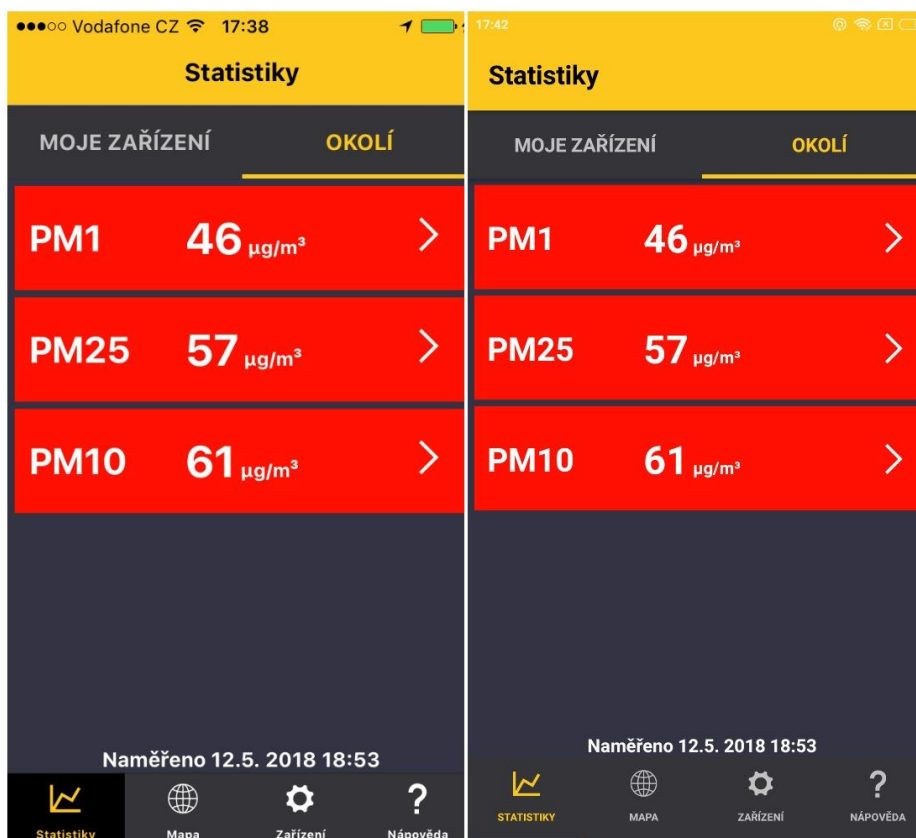 Vodafone CZ 17:38
Statistiky
MOJE ZAŘÍZENÍ OKOLÍ
PM1 46 µg/m³
PM25 57 µg/m³
PM10 61 µg/m³
Naměřeno 12.5. 2018 18:53
Statistiky Mapa Zařízení Nápověda
17:42
Statistiky
MOJE ZAŘÍZENÍ OKOLÍ
PM1 46 µg/m³
PM25 57 µg/m³
PM10 61 µg/m³
Naměřeno 12.5. 2018 18:53
STATISTIKY MAPA ZAŘÍZENÍ NÁPOVĚDA